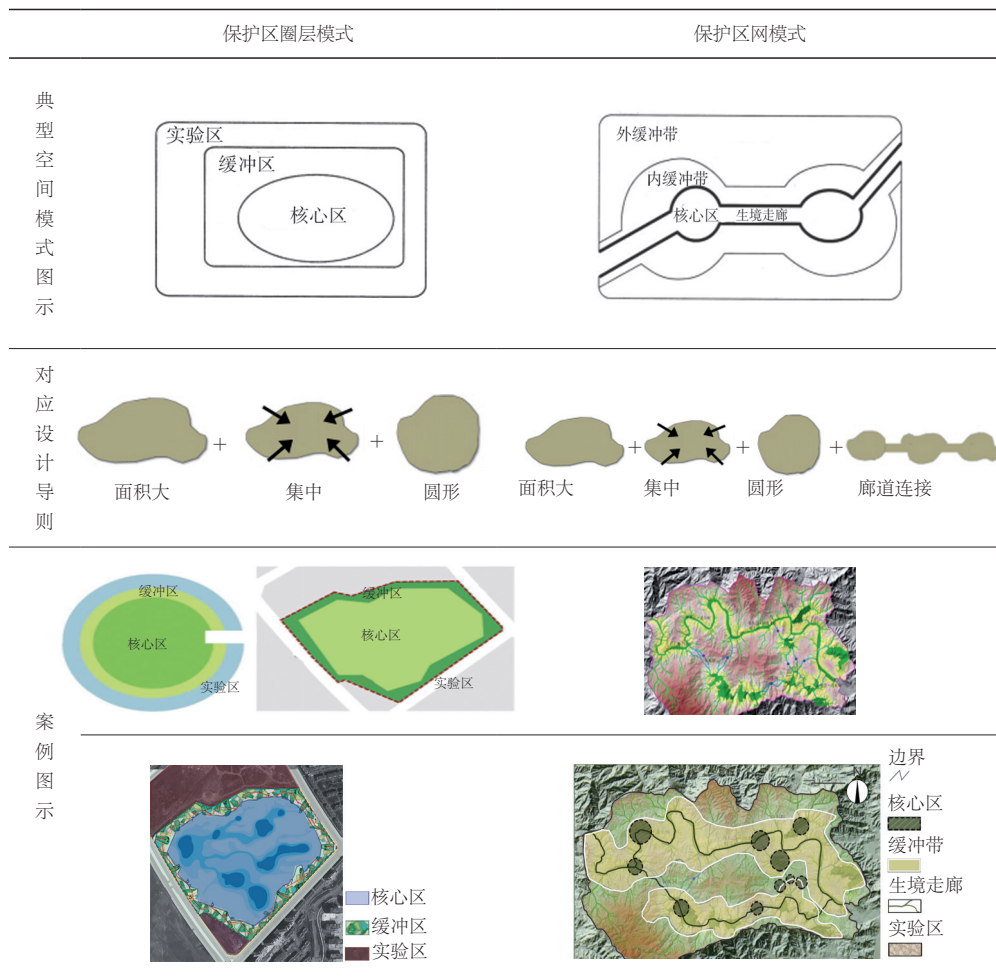 保护区圈层模式
保护区网模式
典型空间模式图示
实验区
缓冲区
核心区
外缓冲带
内缓冲带
核心区
生境走廊
对应设计导则
+
+
面积大
集中
圆形
+
+
+
面积大
集中
圆形
廊道连接
案例图示
缓冲区
核心区
实验区
缓冲区
核心区
实验区
核心区
缓冲区
实验区
边界
核心区
缓冲带
生境走廊
实验区